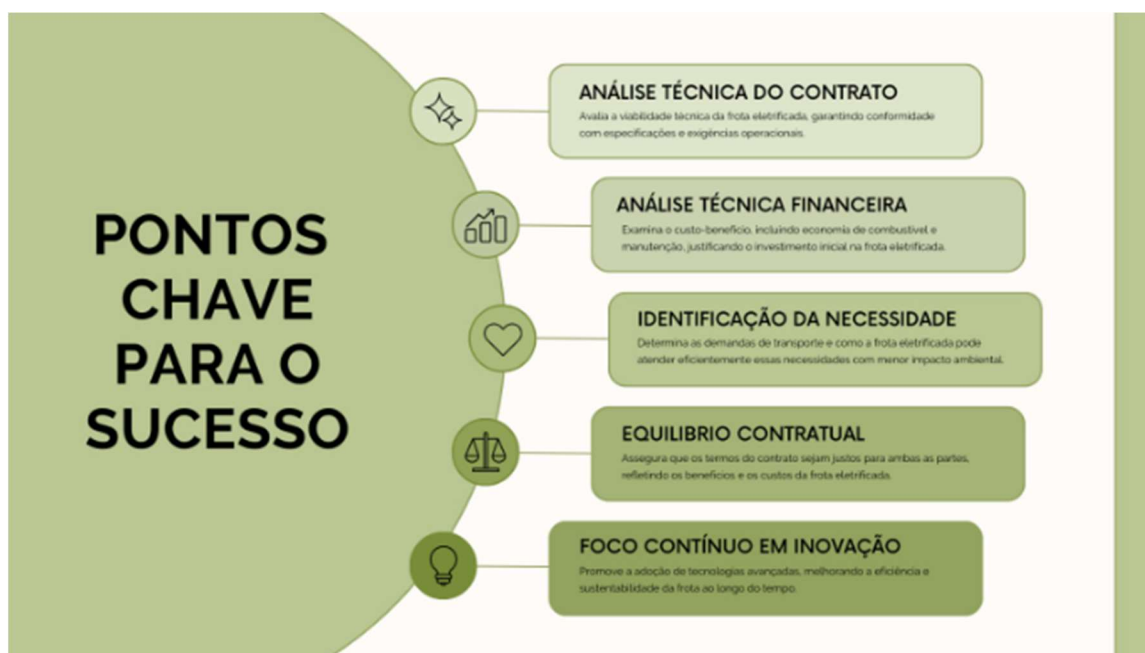 PONTOS
CHAVE
PARA O
SUCESSO
ANÁLISE TÉCNICA DO CONTRATO
Avalia a viabilidade técnica da frota eletrificada, garantindo conformidade
com especificações e exigências operacionais.
ANÁLISE TÉCNICA FINANCEIRA
Examina o custo-benefício, incluindo economia de combustível e
manutenção, justificando o investimento inicial na frota eletrificada.
IDENTIFICAÇÃO DA NECESSIDADE
Determina as demandas de transporte e como a frota eletrificada pode
atender eficientemente essas necessidades com menor impacto ambiental.
EQUILIBRIO CONTRATUAL
Assegura que os termos do contrato sejam justos para ambas as partes,
refletindo os benefícios e os custos da frota eletrificada.
FOCO CONTÍNUO EM INOVAÇÃO
Promove a adoção de tecnologias avançadas, melhorando a eficiência e
sustentabilidade da frota ao longo do tempo.